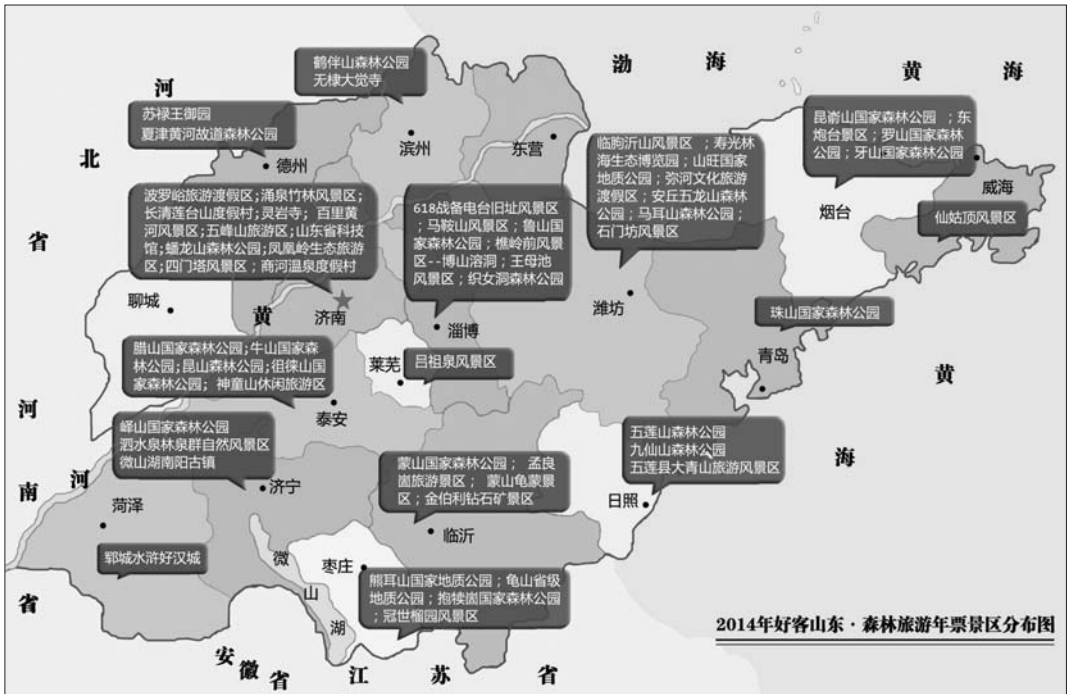 鹤伴山森林公园
无棣大觉寺
渤海
黄海
河
北
省
苏禄王御园
夏津黄河故道森林公园
德州
滨州
东营
临朐沂山风景区 ；寿光林
海生态博览园；山旺国家
地质公园；弥河文化旅游
渡假区；安丘五龙山森林
公园；马耳山森林公园；
石门坊风景区
昆嵛山国家森林公园 ；东
炮台景区；罗山国家森林
公园；牙山国家森林公园
威海
烟台
仙姑顶风景区
波罗峪旅游渡假区;涌泉竹林风景区;
长清莲台山度假村;灵岩寺； 百里黄
河风景区;五峰山旅游区;山东省科技
馆;蟠龙山森林公园;凤凰岭生态旅游
区;四门塔风景区；商河温泉度假村
618战备电台旧址风景区
；马鞍山风景区；鲁山国
家森林公园；樵岭前风景
区--博山溶洞；王母池
风景区；织女洞森林公园
聊城
黄
济南
淄博
潍坊
珠山国家森林公园
青岛
腊山国家森林公园;牛山国家森
林公园;昆山森林公园;徂徕山国
家森林公园； 神童山休闲旅游区
莱芜
吕祖泉风景区
泰安
黄
海
峄山国家森林公园
泗水泉林泉群自然风景区
微山湖南阳古镇
济宁
河
南
省
河
菏泽
郓城水浒好汉城
蒙山国家森林公园； 孟良
崮旅游景区； 蒙山龟蒙景
区；金伯利钻石矿景区
临沂
五莲山森林公园
九仙山森林公园
五莲县大青山旅游风景区
日照
微
山
湖
枣庄
熊耳山国家地质公园；龟山省级
地质公园；抱犊崮国家森林公园
；冠世榴园风景区
2014年好客山东·森林旅游年票景区分布图
安徽省
江苏省